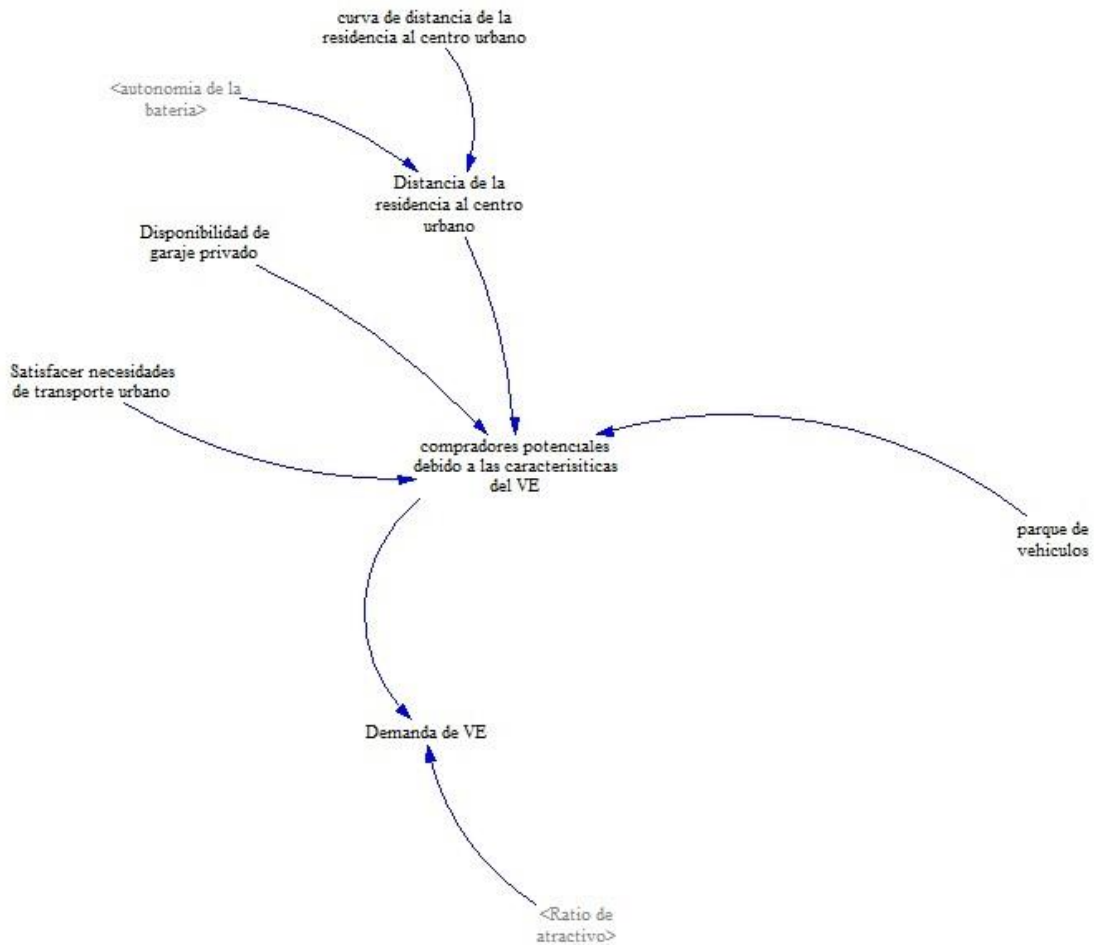 curva de distancia de la
residencia al centro urbano
<autonomia de la
bateria>
Distancia de la
residencia al centro
urbano
Disponibilidad de
garaje privado
Satisfacer necesidades
de transporte urbano
compradores potenciales
debido a las caracterisiticas
del VE
parque de
vehiculos
Demanda de VE
<Ratio de
atractivo>